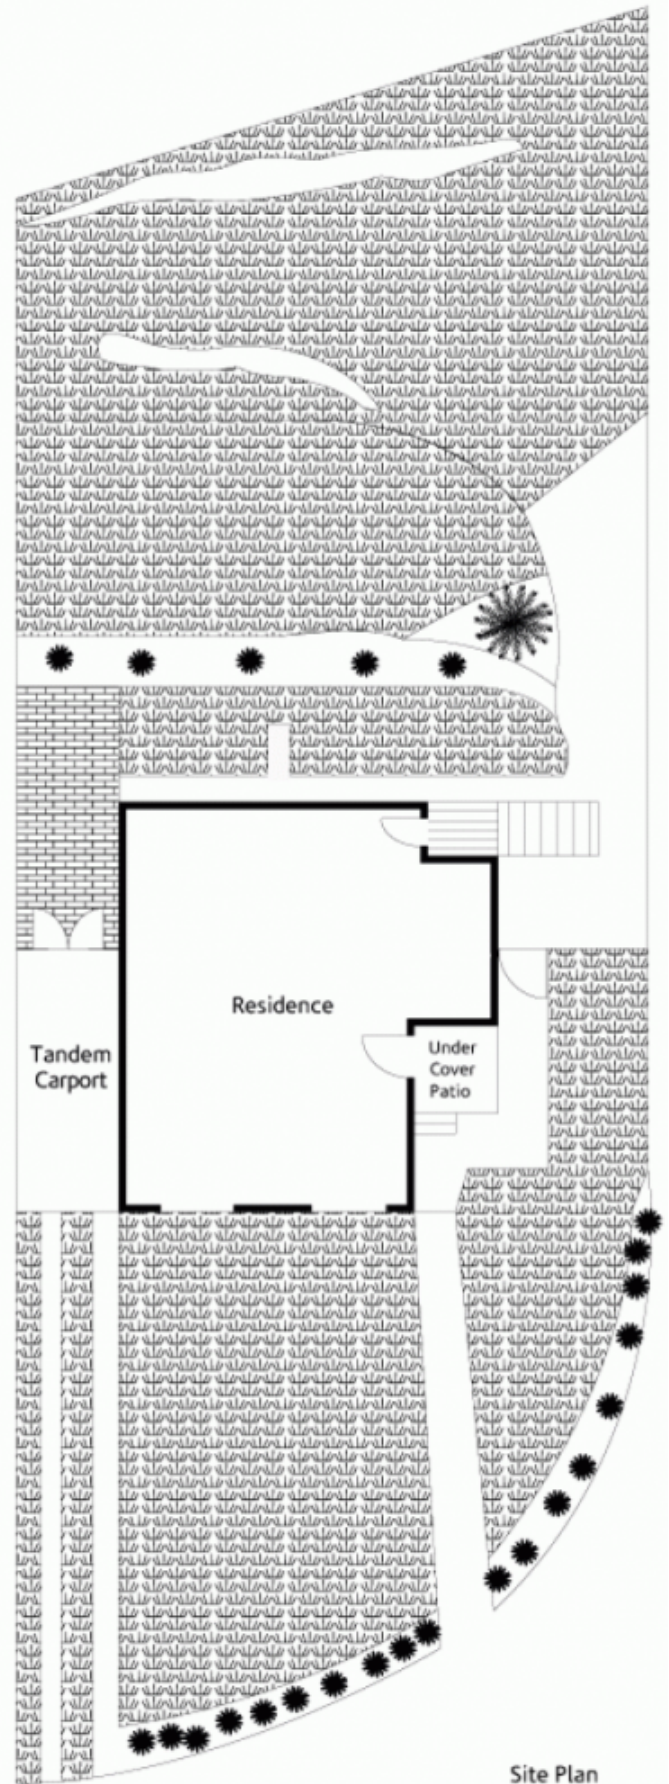 Residence
Tandem
Carport
Under
Cover
Patio
Site Plan